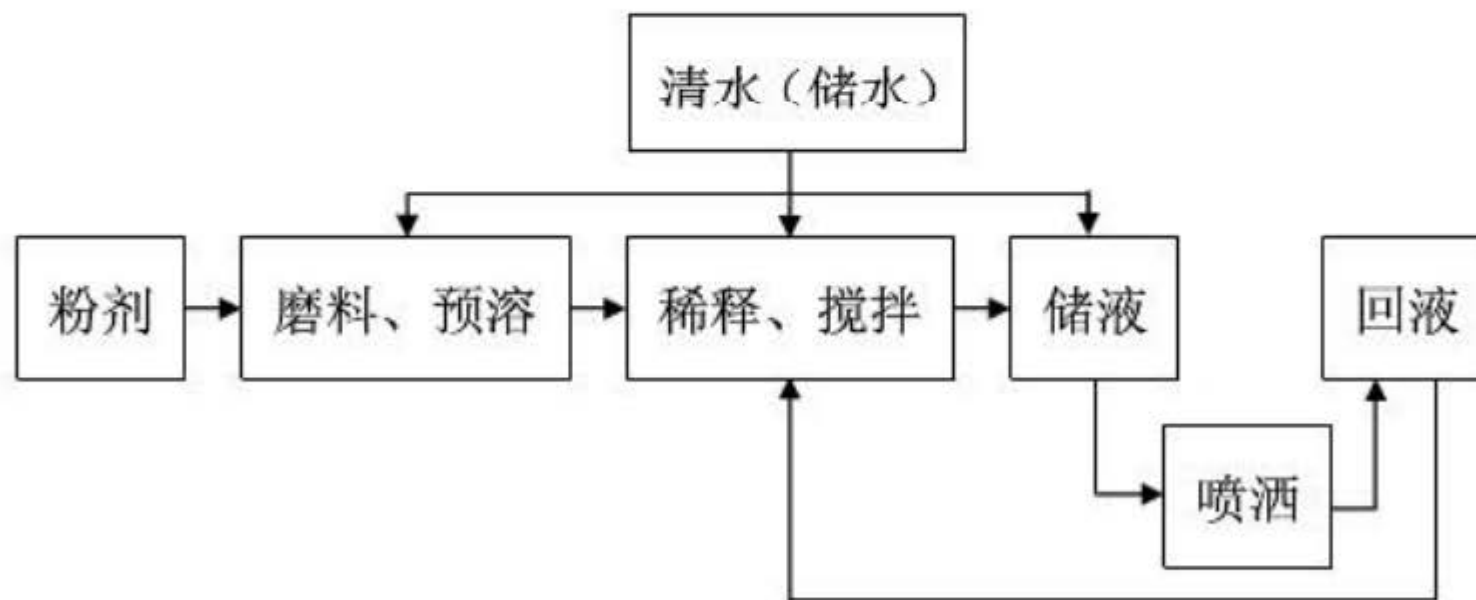 清水（储水）
粉剂
磨料、预溶
稀释、搅拌
储液
回液
喷洒